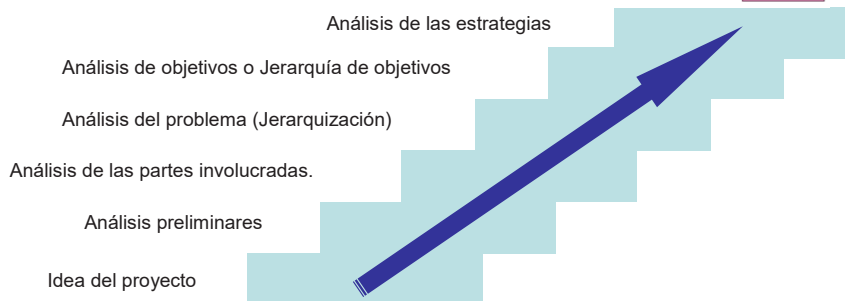 Análisis de las estrategias
Análisis de objetivos o Jerarquía de objetivos
Análisis del problema (Jerarquización)
Análisis de las partes involucradas.
Análisis preliminares
Idea del proyecto